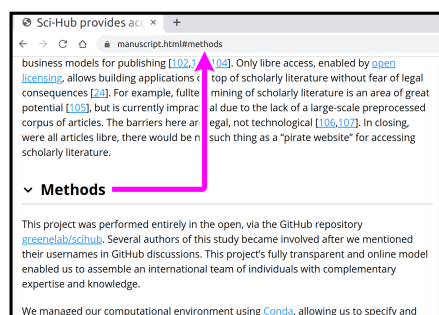 Sci-Hub provides acc
manuscript.html#methods
business models for publishing [102,1 104]. Only libre access, enabled by open
licensing, allows building applications top of scholarly literature without fear of legal
consequences [24]. For example, fullte mining of scholarly literature is an area of great
potential [105], but is currently imprac al due to the lack of a large-scale preprocessed
corpus of articles. The barriers here ar egal, not technological [106,107]. In closing,
were all articles libre, there would be n such thing as a “pirate website” for accessing
scholarly literature.
Methods
This project was performed entirely in the open, via the GitHub repository
greenelab/scihub. Several authors of this study became involved after we mentioned
their usernames in GitHub discussions. This project’s fully transparent and online model
enabled us to assemble an international team of individuals with complementary
expertise and knowledge.
We managed our computational environment using Conda, allowing us to specify and